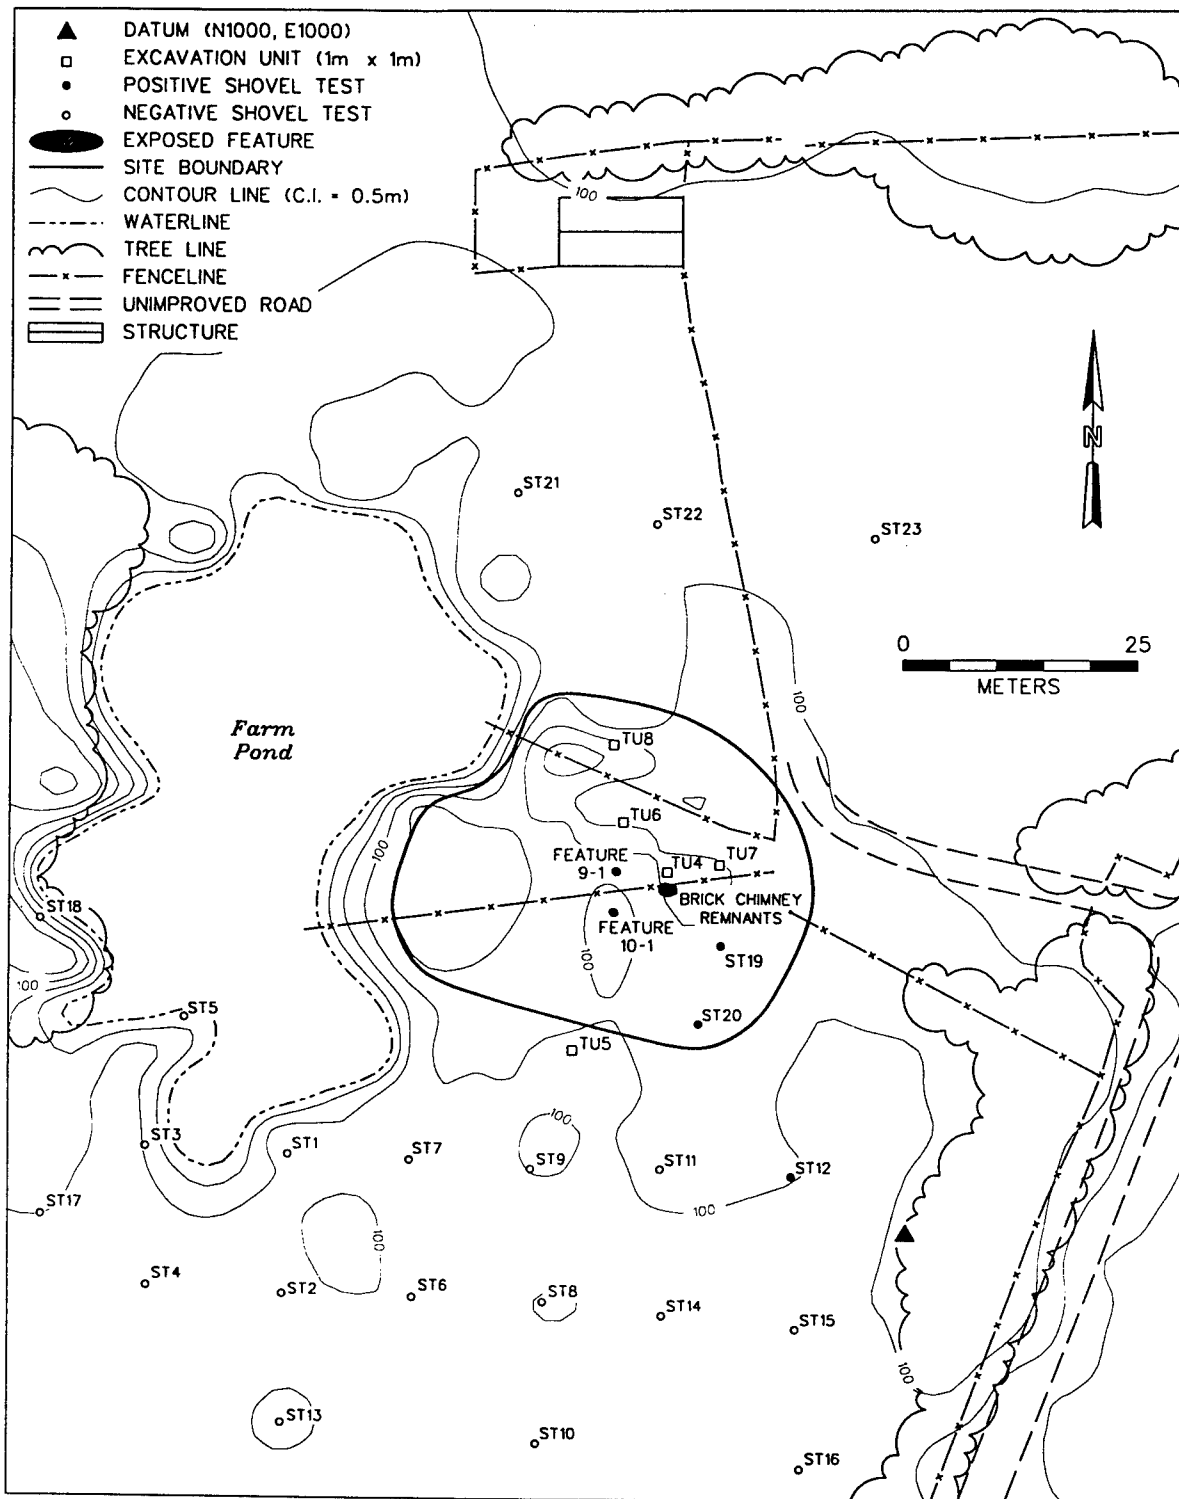 DATUM (N1000, E1000)
EXCAVATION UNIT (1m x 1m)
POSITIVE SHOVEL TEST
NEGATIVE SHOVEL TEST
EXPOSED FEATURE
SITE BOUNDARY
CONTOUR LINE (C.I. = 0.5m)
WATERLINE
TREE LINE
FENCELINE
UNIMPROVED ROAD
STRUCTURE
100
N
ST21
ST22
ST23
0 25
METERS
100
Farm
Pond
TU8
TU6
100
FEATURE
9-1
TU4
TU7
BRICK CHIMNEY
REMNANTS
FEATURE
10-1
100
ST18
ST19
100
ST5
ST20
TU5
ST3
ST1
ST7
100
ST9
ST11
ST12
ST17
100
100
ST4
ST2
ST6
ST8
ST14
ST15
100
ST13
ST10
ST16